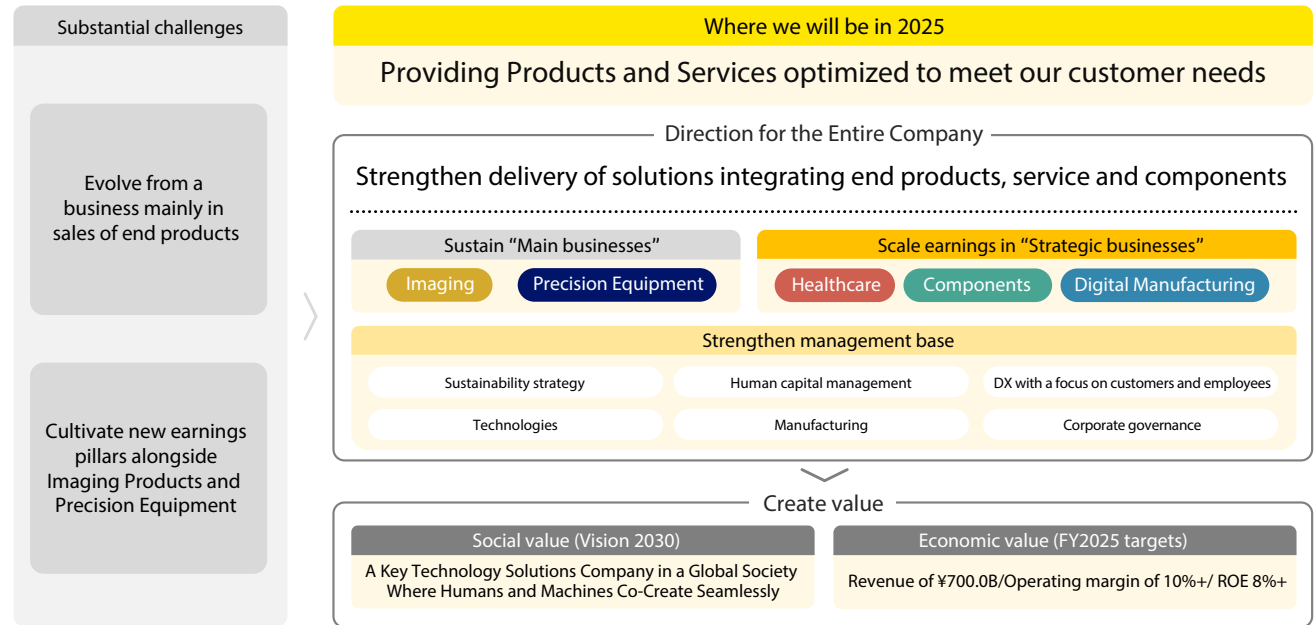 Substantial challenges
Evolve from a
business mainly in
sales of end products
Cultivate new earnings
pillars alongside
Imaging Products and
Precision Equipment
Where we will be in 2025
Providing Products and Services optimized to meet our customer needs
Direction for the Entire Company
Strengthen delivery of solutions integrating end products, service and components
Sustain “Main businesses”
Imaging
Precision Equipment
Scale earnings in “Strategic businesses”
Healthcare
Components
Digital Manufacturing
Strengthen management base
Sustainability strategy
Human capital management
DX with a focus on customers and employees
Technologies
Manufacturing
Corporate governance
Create value
Social value (Vision 2030)
A Key Technology Solutions Company in a Global Society
Where Humans and Machines Co-Create Seamlessly
Economic value (FY2025 targets)
Revenue of ¥700.0B/Operating margin of 10%+/ ROE 8%+